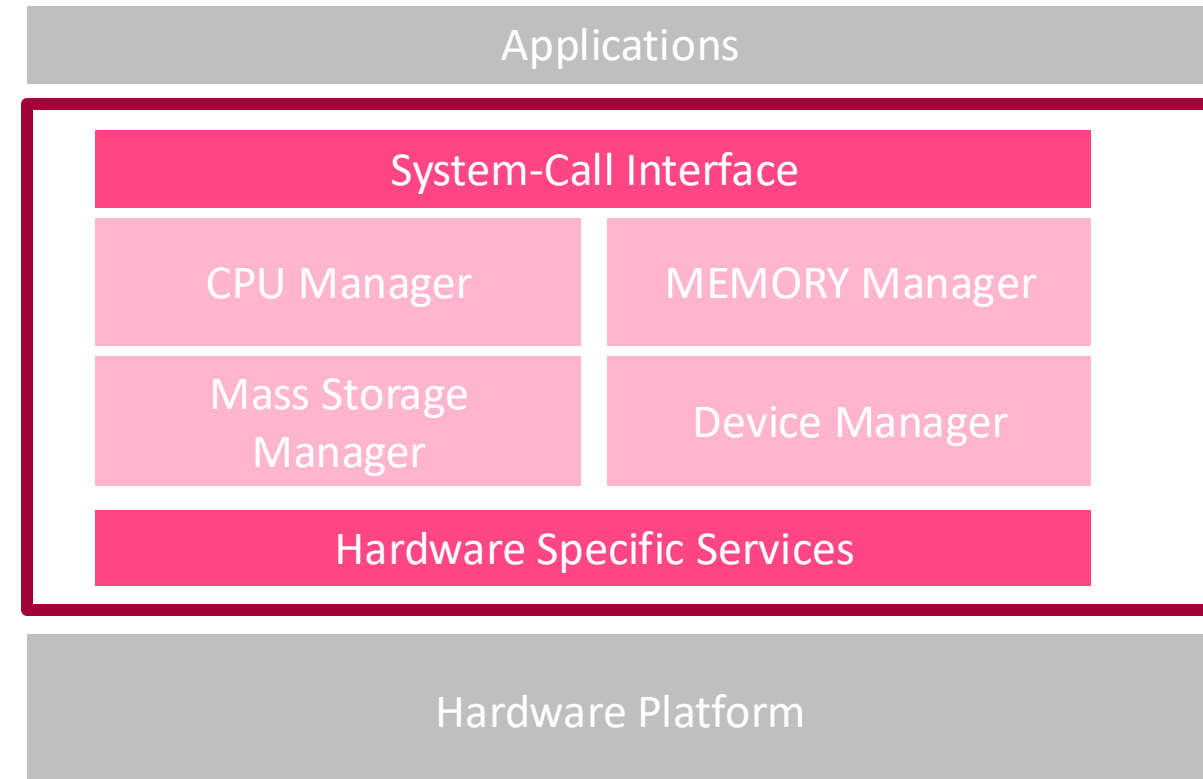 Applications
System-Call Interface
CPU Manager
MEMORY Manager
Mass Storage
Manager
Device Manager
Hardware Specific Services
Hardware Platform